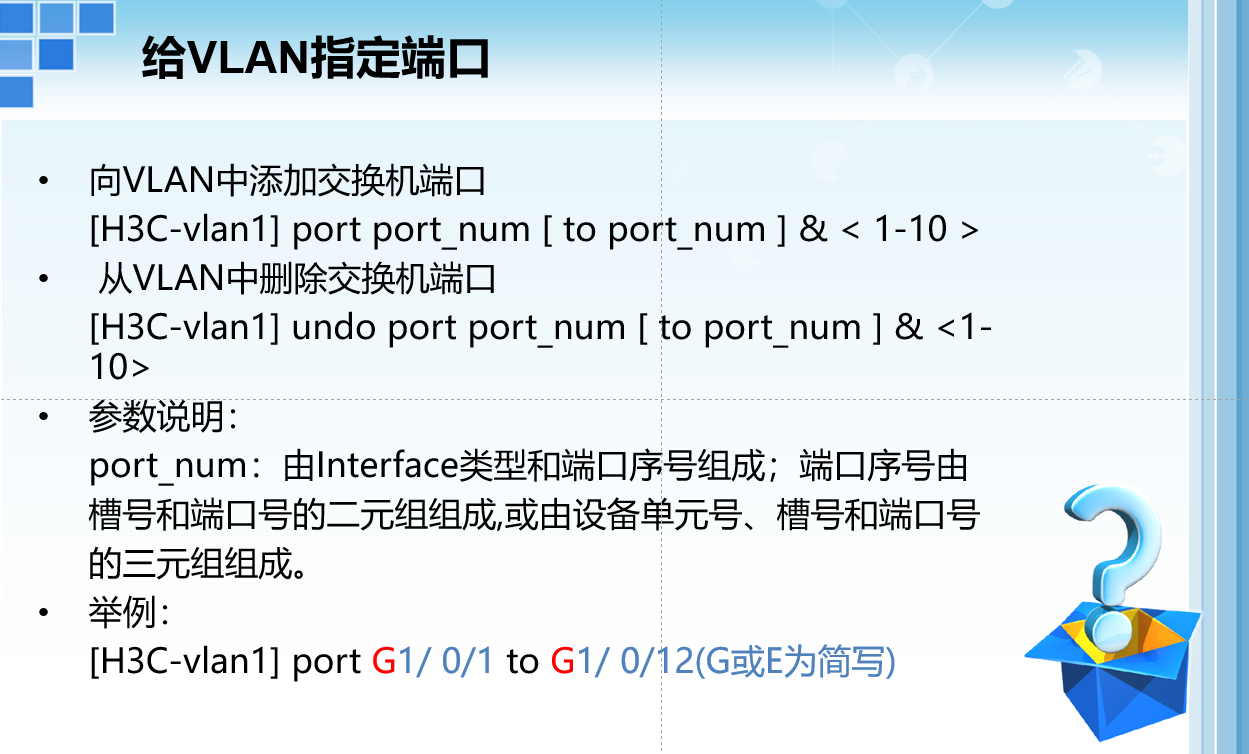 给VLAN指定端口
• 向VLAN中添加交换机端口
[H3C-vlan1] port port_num [ to port_num ] & < 1-10 >
• 从VLAN中删除交换机端口
[H3C-vlan1] undo port port_num [ to port_num ] & <1-
10>
• 参数说明：
port_num：由Interface类型和端口序号组成；端口序号由
槽号和端口号的二元组组成,或由设备单元号、槽号和端口号
的三元组组成。
• 举例：
[H3C-vlan1] port G1/ 0/1 to G1/ 0/12(G或E为简写)